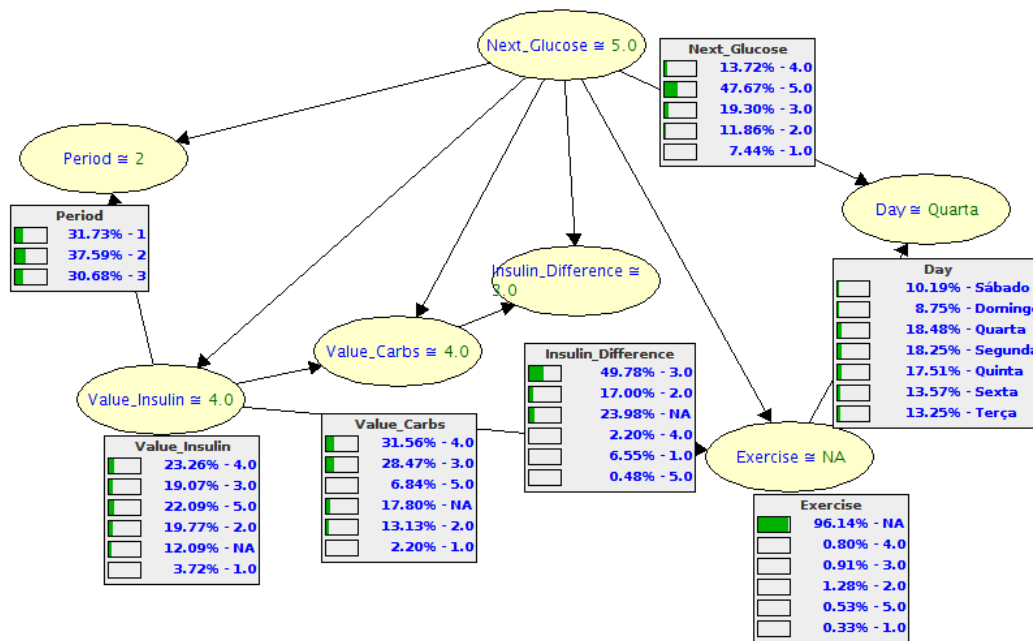 Next_Glucose ≅ 5.0
Next_Glucose
13.72% - 4.0
47.67% - 5.0
19.30% - 3.0
11.86% - 2.0
7.44% - 1.0
Period ≅ 2
Period
31.73% - 1
37.59% - 2
30.68% - 3
Day ≅ Quarta
Day
10.19% - Sábado
8.75% - Domingo
18.48% - Quarta
18.25% - Segunda
17.51% - Quinta
13.57% - Sexta
13.25% - Terça
Insulin_Difference ≅
3.0
Insulin_Difference
49.78% - 3.0
17.00% - 2.0
23.98% - NA
2.20% - 4.0
6.55% - 1.0
0.48% - 5.0
Value_Carbs ≅ 4.0
Value_Carbs
31.56% - 4.0
28.47% - 3.0
6.84% - 5.0
17.80% - NA
13.13% - 2.0
2.20% - 1.0
Value_Insulin ≅ 4.0
Value_Insulin
23.26% - 4.0
19.07% - 3.0
22.09% - 5.0
19.77% - 2.0
12.09% - NA
3.72% - 1.0
Exercise ≅ NA
Exercise
96.14% - NA
0.80% - 4.0
0.91% - 3.0
1.28% - 2.0
0.53% - 5.0
0.33% - 1.0